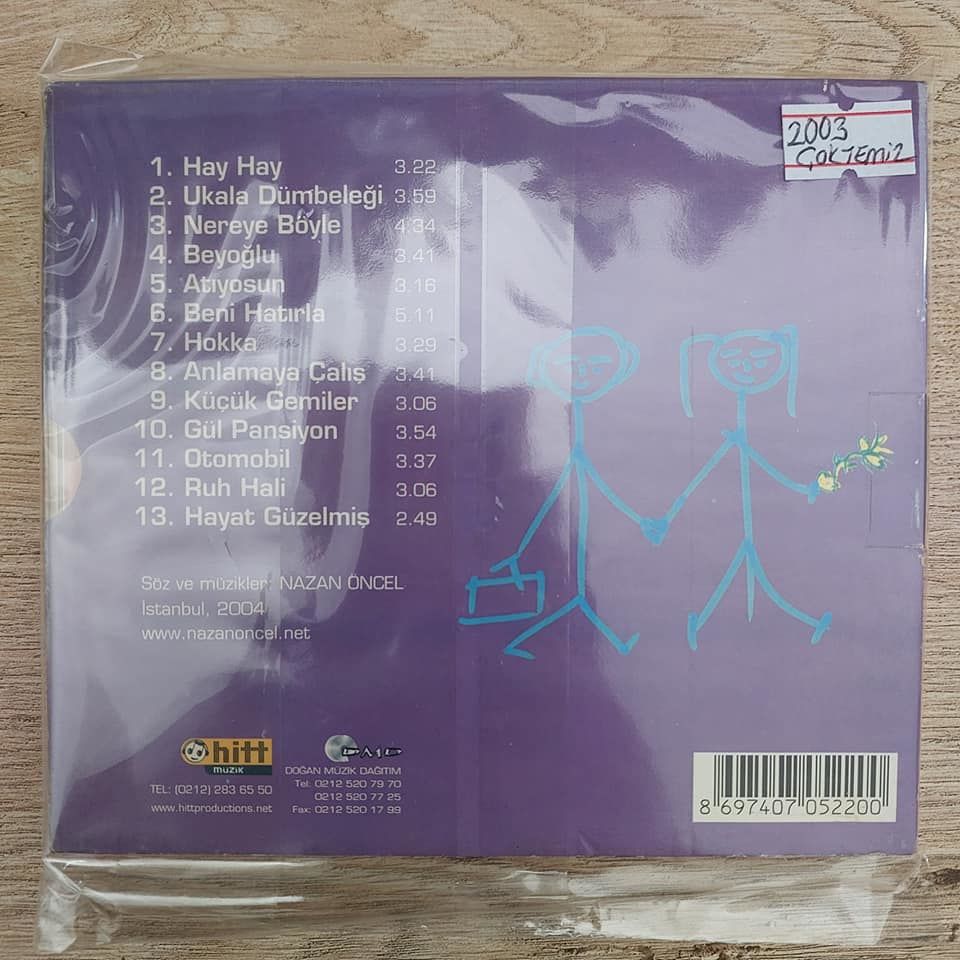 2003
ÇOK TEMİZ
1. Hay Hay 3.22
2. Ukala Dümbeleği 3.59
3. Nereye Böyle 4.34
4. Beyoğlu 3.41
5. Atıyosun 3.16
6. Beni Hatırla 5.11
7. Hokka 3.29
8. Anlamaya Çalış 3.41
9. Küçük Gemiler 3.06
10. Gül Pansiyon 3.54
11. Otomobil 3.37
12. Ruh Hali 3.06
13. Hayat Güzelmiş 2.49
Söz ve müzikler: NAZAN ÖNCEL
İstanbul, 2004
www.nazanoncel.net
hitt
müzik
TEL: (0212) 283 65 50
www.hittproductions.net
DOĞAN MÜZİK DAĞITIM
Tel: 0212 520 79 70
0212 520 77 25
Fax: 0212 520 17 99
8 697407 052200